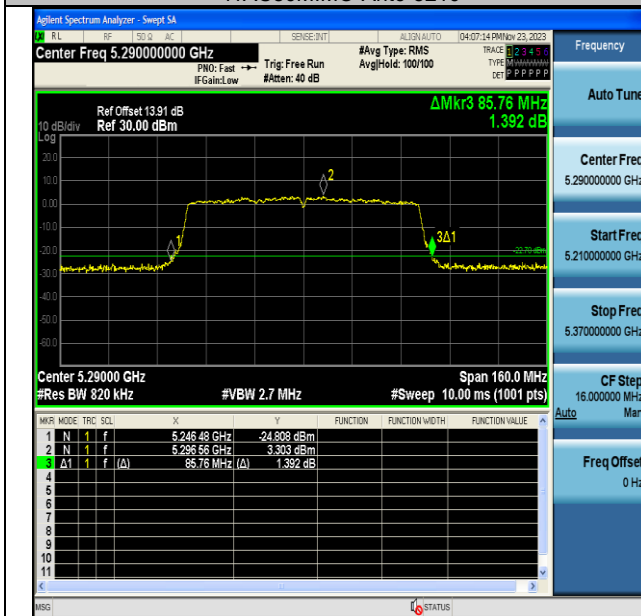 Agilent Spectrum Analyzer - Swept SA
RL RF 50 Ω AC SENSE:INT ALIGN AUTO 04:07:14 PM Nov 23, 2023
Center Freq 5.290000000 GHz
PNO: Fast
IFGain:Low
Trig: Free Run
#Atten: 40 dB
#Avg Type: RMS
Avg|Hold: 100/100
TRACE 1 2 3 4 5 6
TYPE M W W W W W
DET P P P P P P
Ref Offset 13.91 dB
Ref 30.00 dBm
10 dB/div
Log
ΔMkr3 85.76 MHz
1.392 dB
20.0
10.0
0.00
-10.0
-20.0
-30.0
-40.0
-50.0
-60.0
1
2
3Δ1
-22.70 dBm
Center 5.29000 GHz Span 160.0 MHz
#Res BW 820 kHz #VBW 2.7 MHz #Sweep 10.00 ms (1001 pts)
MKR MODE TRC SCL X Y FUNCTION FUNCTION WIDTH FUNCTION VALUE
1 N 1 f 5.246 48 GHz -24.808 dBm
2 N 1 f 5.296 56 GHz 3.303 dBm
3 Δ1 1 f (Δ) 85.76 MHz (Δ) 1.392 dB
4
5
6
7
8
9
10
11
MSG STATUS
Frequency
Auto Tune
Center Freq
5.290000000 GHz
Start Freq
5.210000000 GHz
Stop Freq
5.370000000 GHz
CF Step
16.000000 MHz
Auto Man
Freq Offset
0 Hz